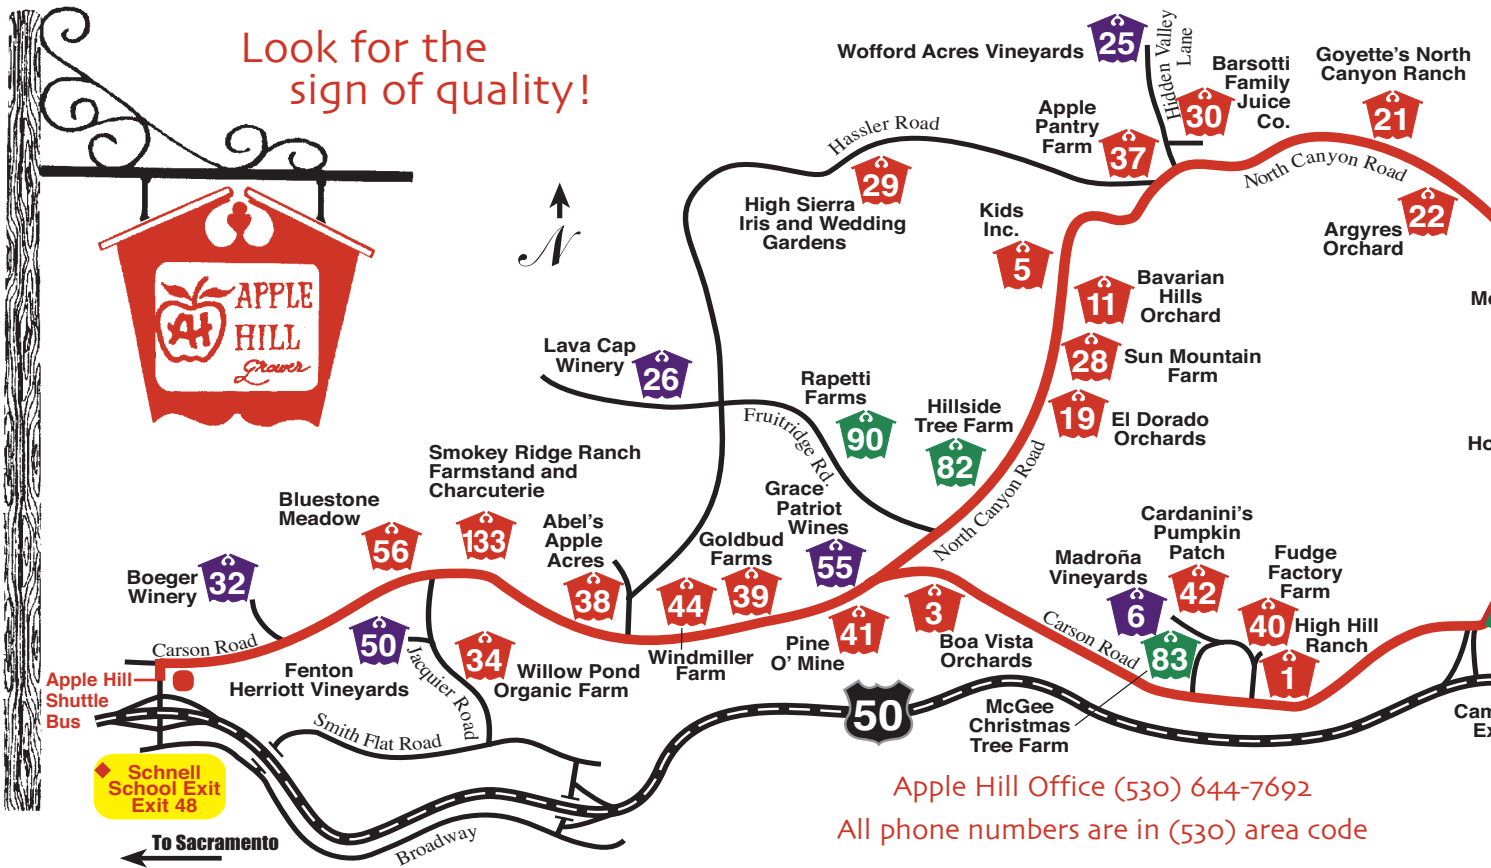 Look for the
sign of quality!
APPLE
HILL
Grower
AH
N
Wofford Acres Vineyards
25
Hidden Valley
Lane
Barsotti
Family
Juice
Co.
30
Goyette's North
Canyon Ranch
21
Apple
Pantry
Farm
37
Hassler Road
29
High Sierra
Iris and Wedding
Gardens
North Canyon Road
22
Argyres
Orchard
Kids
Inc.
5
11
Bavarian
Hills
Orchard
28
Sun Mountain
Farm
19
El Dorado
Orchards
Lava Cap
Winery
26
Rapetti
Farms
90
Hillside
Tree Farm
82
Fruitridge Rd.
North Canyon Road
Smokey Ridge Ranch
Farmstand and
Charcuterie
133
Bluestone
Meadow
56
Abel's
Apple
Acres
38
Goldbud
Farms
39
Grace
Patriot
Wines
55
44
Windmiller
Farm
Boeger
Winery
32
Carson Road
50
Fenton
Herriott Vineyards
Jacquier Road
34
Willow Pond
Organic Farm
Pine
O' Mine
41
3
Boa Vista
Orchards
Carson Road
Madroña
Vineyards
6
Cardanini's
Pumpkin
Patch
42
Fudge
Factory
Farm
40
High Hill
Ranch
1
83
McGee
Christmas
Tree Farm
Apple Hill
Shuttle
Bus
Smith Flat Road
50
Schnell
School Exit
Exit 48
To Sacramento
Broadway
Apple Hill Office (530) 644-7692
All phone numbers are in (530) area code
Ho
Cam
Ex